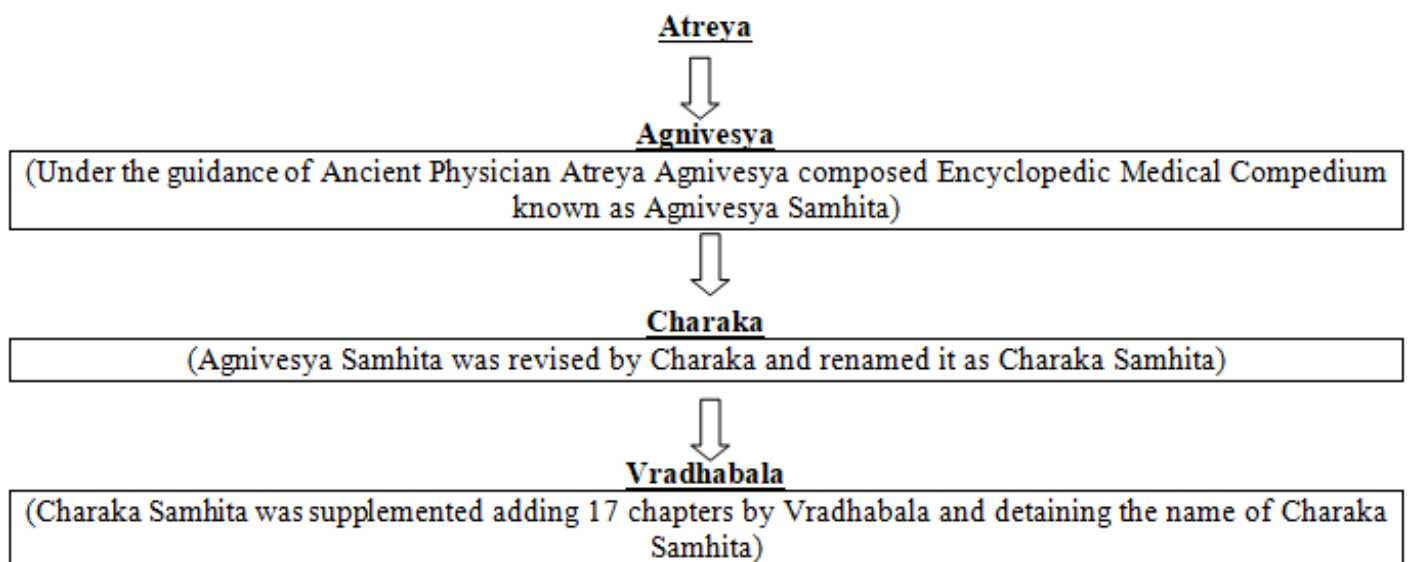 Atreya
Agnivesya
(Under the guidance of Ancient Physician Atreya Agnivesya composed Encyclopedic Medical Compedium
known as Agnivesya Samhita)
Charaka
(Agnivesya Samhita was revised by Charaka and renamed it as Charaka Samhita)
Vradhabala
(Charaka Samhita was supplemented adding 17 chapters by Vradhabala and detaining the name of Charaka
Samhita)